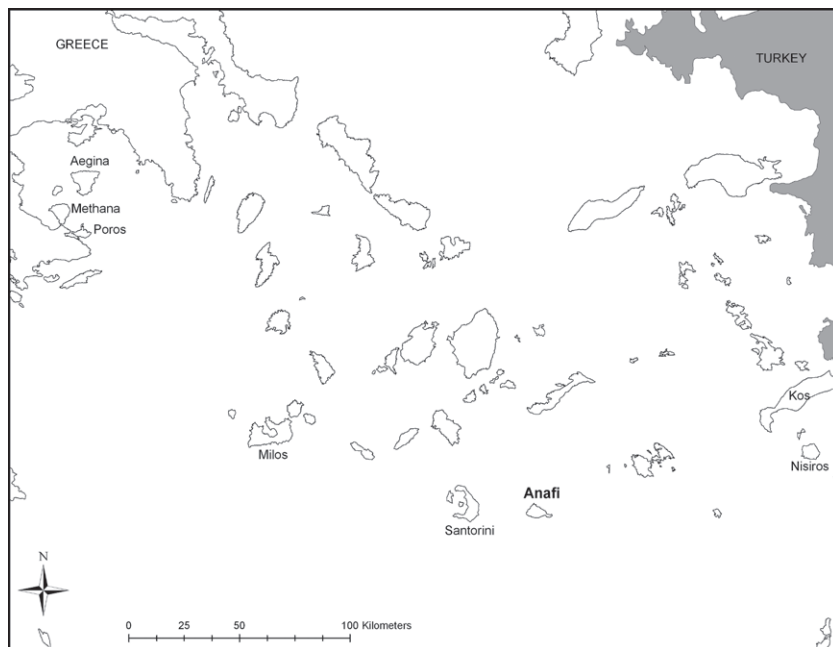 GREECE
TURKEY
Aegina
Methana
Poros
Kos
Milos
Nisiros
Anafi
Santorini
N
0 25 50 100 Kilometers